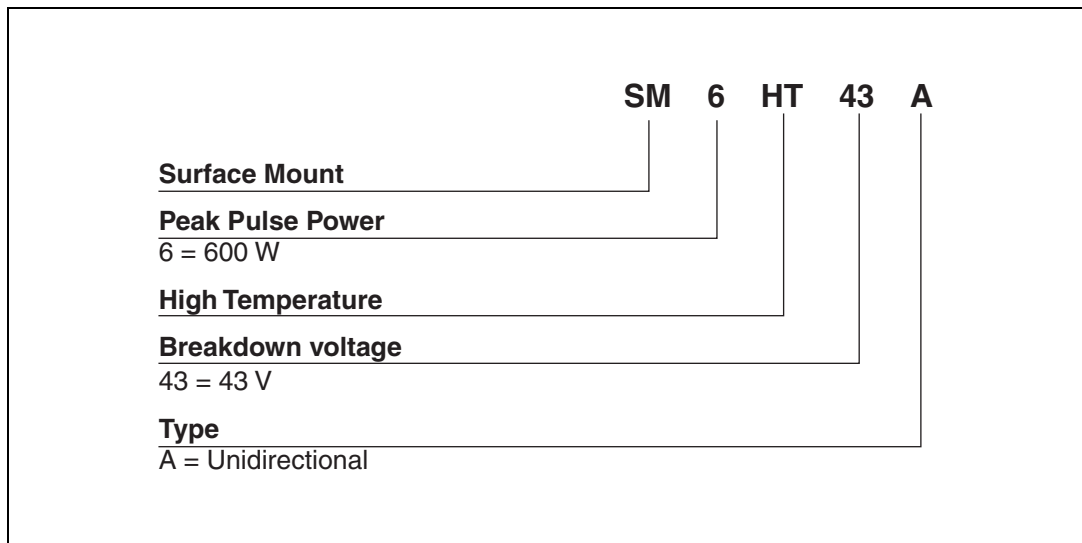 SM 6 HT 43 A
Surface Mount
Peak Pulse Power
6 = 600 W
High Temperature
Breakdown voltage
43 = 43 V
Type
A = Unidirectional